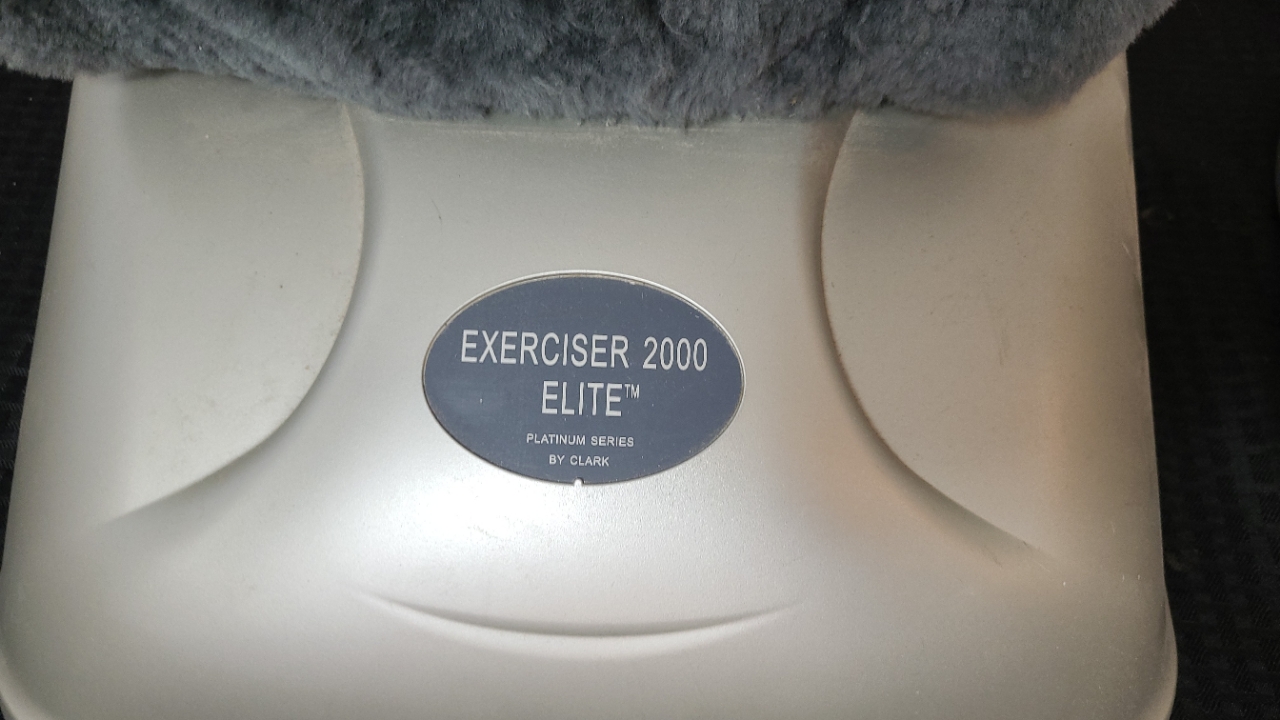 EXERCISER 2000
ELITE™
PLATINUM SERIES
BY CLARK